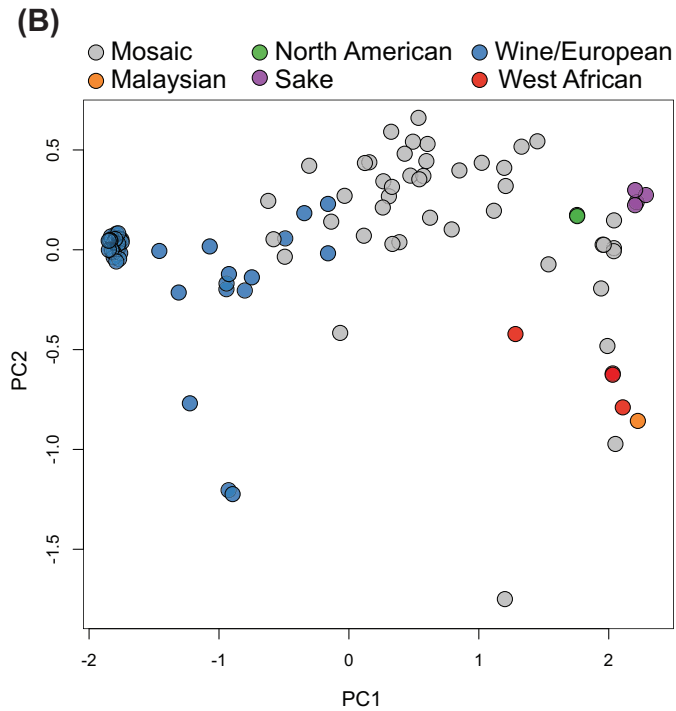 (B)
Mosaic North American Wine/European
Malaysian Sake West African
0.5
0.0
-0.5
-1.0
-1.5
PC2
-2 -1 0 1 2
PC1